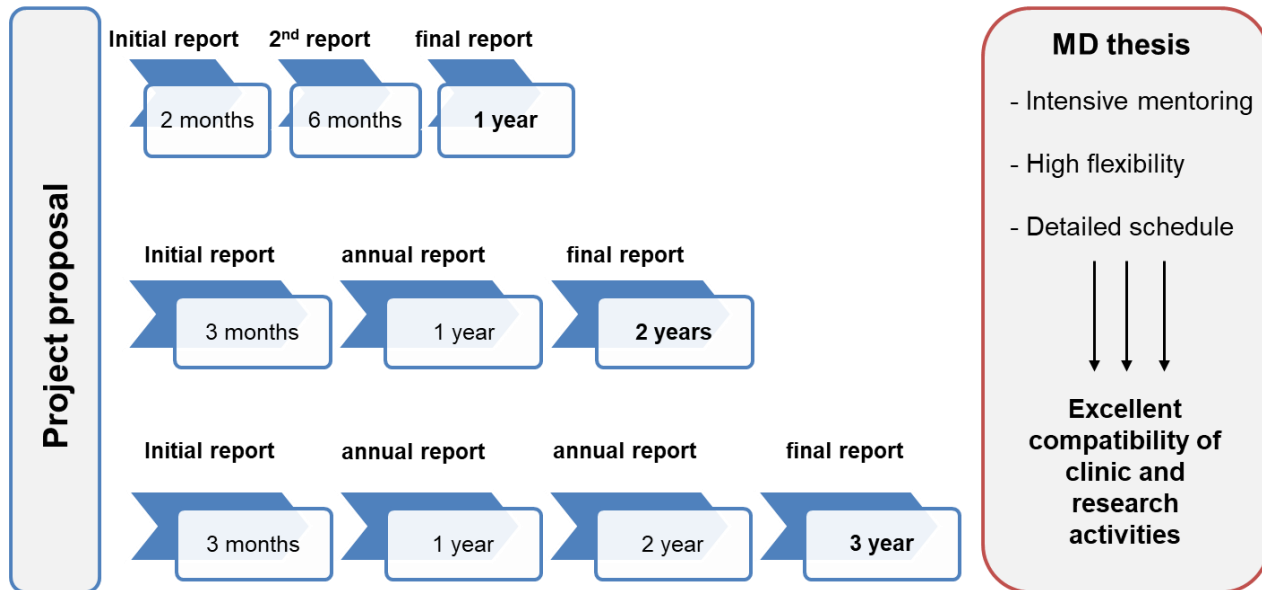 Project proposal
Initial report 2nd report final report
2 months 6 months 1 year
Initial report annual report final report
3 months 1 year 2 years
Initial report annual report annual report final report
3 months 1 year 2 year 3 year
MD thesis
- Intensive mentoring
- High flexibility
- Detailed schedule
Excellent
compatibility of
clinic and
research
activities